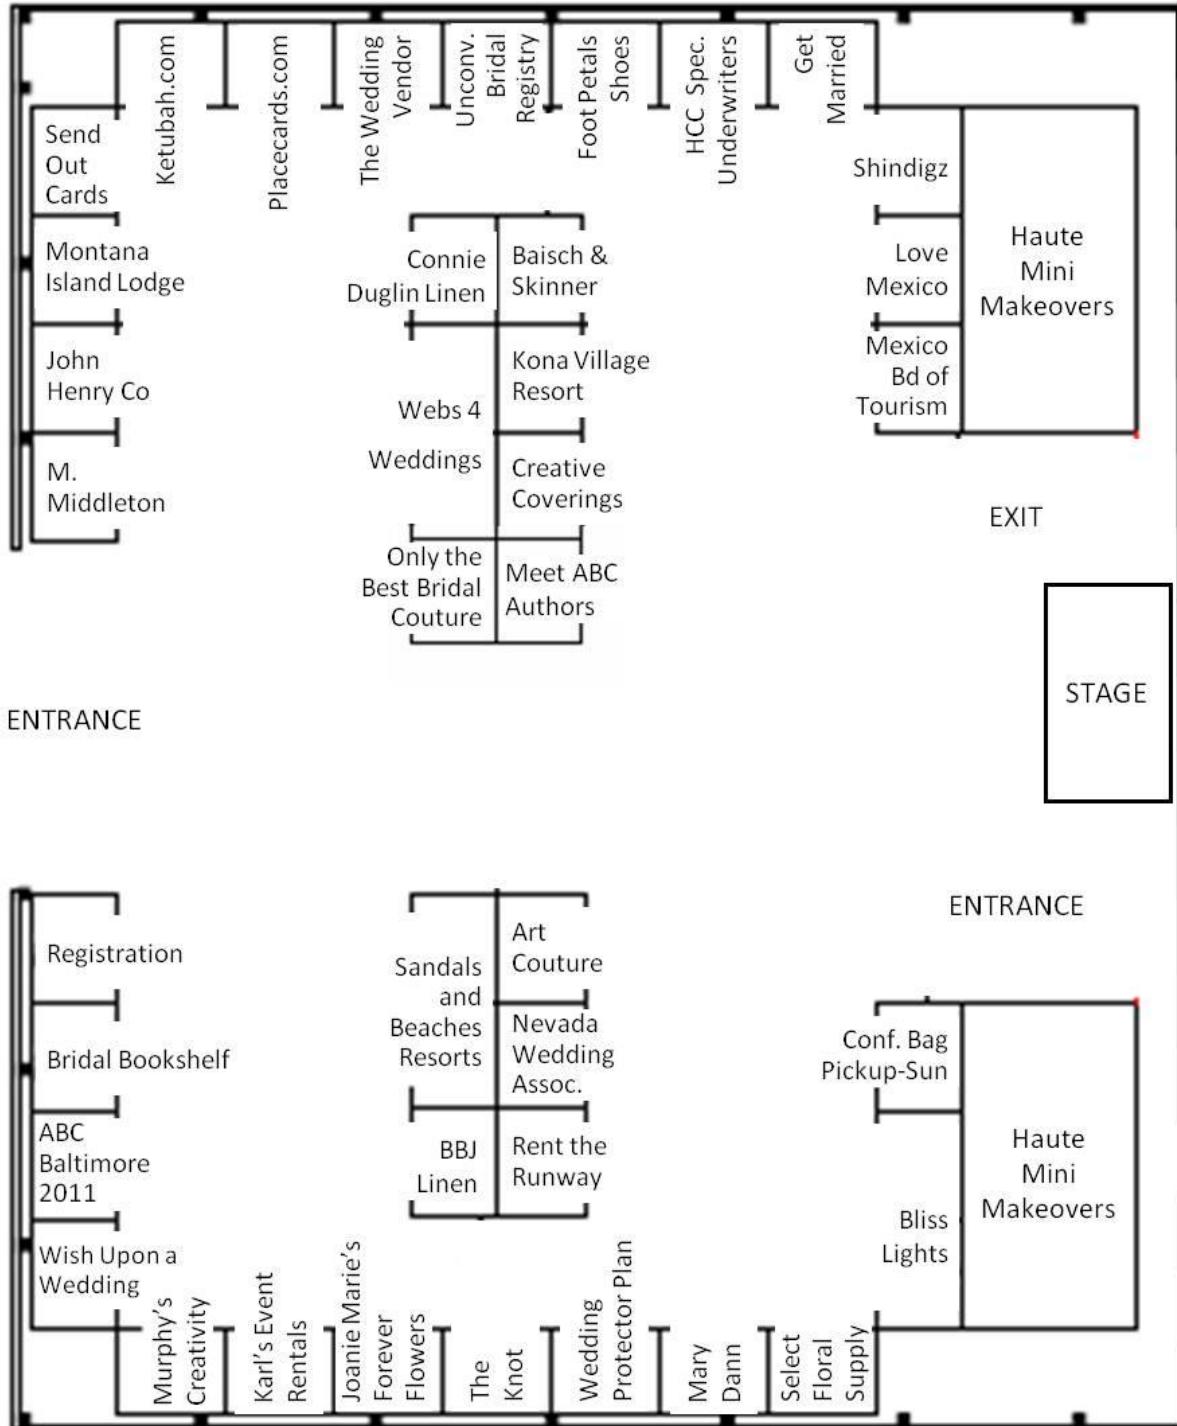 Ketubah.com
Placecards.com
The Wedding
Vendor
Unconv.
Bridal
Registry
Foot Petals
Shoes
HCC Spec.
Underwriters
Get
Married
Send
Out
Cards
Montana
Island Lodge
John
Henry Co
M.
Middleton
Connie
Duglin Linen
Baisch &
Skinner
Webs 4
Weddings
Kona Village
Resort
Creative
Coverings
Only the
Best Bridal
Couture
Meet ABC
Authors
Shindigz
Love
Mexico
Mexico
Bd of
Tourism
Haute
Mini
Makeovers
EXIT
STAGE
ENTRANCE
ENTRANCE
Registration
Bridal Bookshelf
ABC
Baltimore
2011
Wish Upon a
Wedding
Sandals
and
Beaches
Resorts
Art
Couture
Nevada
Wedding
Assoc.
BBJ
Linen
Rent the
Runway
Conf. Bag
Pickup-Sun
Bliss
Lights
Haute
Mini
Makeovers
Murphy's
Creativity
Karl's Event
Rentals
Joanie Marie's
Forever
Flowers
The
Knot
Wedding
Protector Plan
Mary
Dann
Select
Floral
Supply